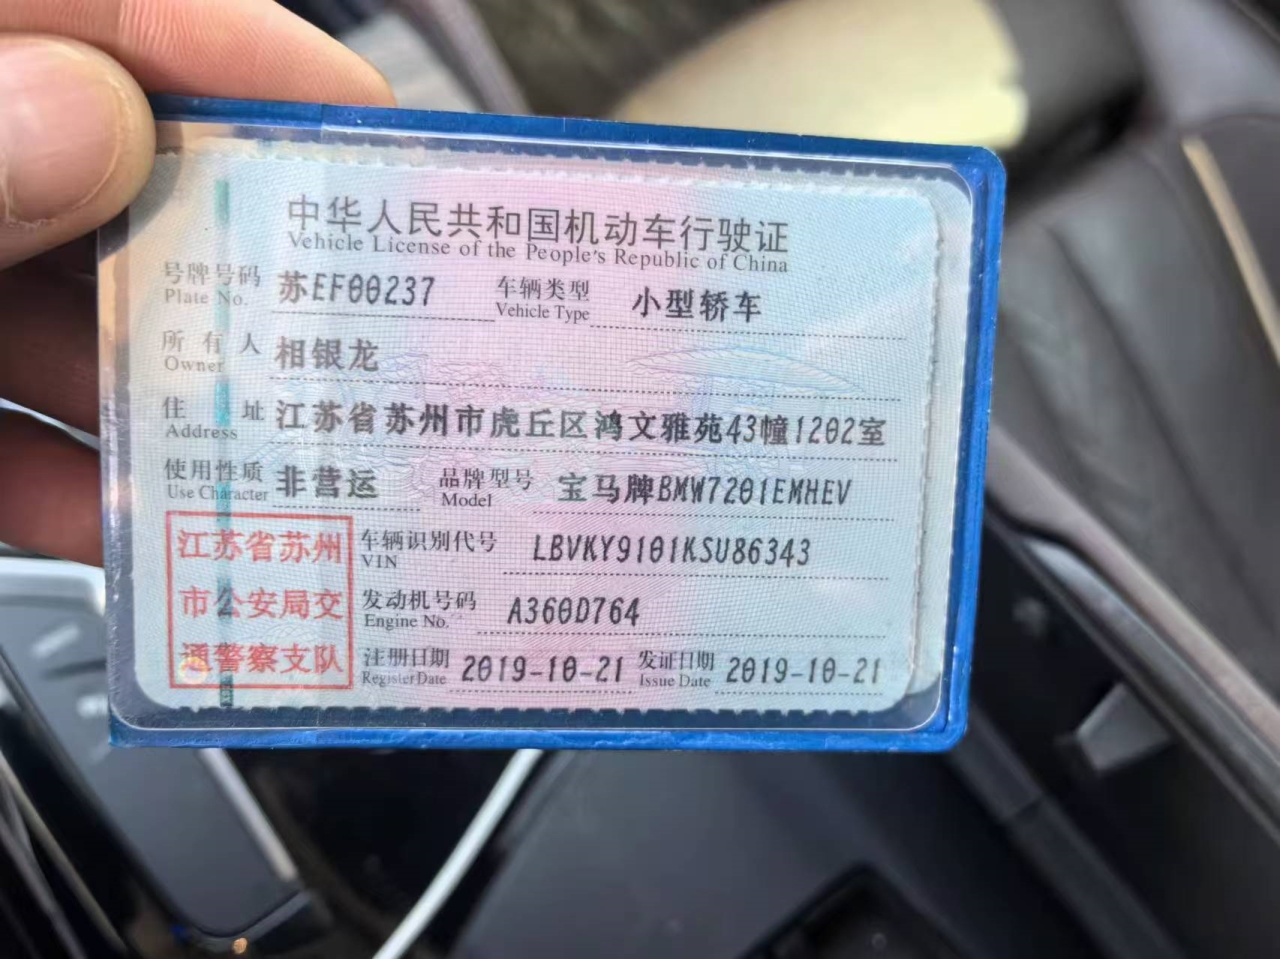 中华人民共和国机动车行驶证
Vehicle License of the People's Republic of China
号牌号码 苏EF00237 车辆类型 小型轿车
Plate No. Vehicle Type
所有人 相银龙
Owner
住址 江苏省苏州市虎丘区鸿文雅苑43幢1202室
Address
使用性质 非营运 品牌型号 宝马牌BMW7201EMHEV
Use Character Model
江苏省苏州
市公安局交
通警察支队
车辆识别代号 LBVKY9101KSU86343
VIN
发动机号码 A360D764
Engine No.
注册日期 2019-10-21 发证日期 2019-10-21
Register Date Issue Date